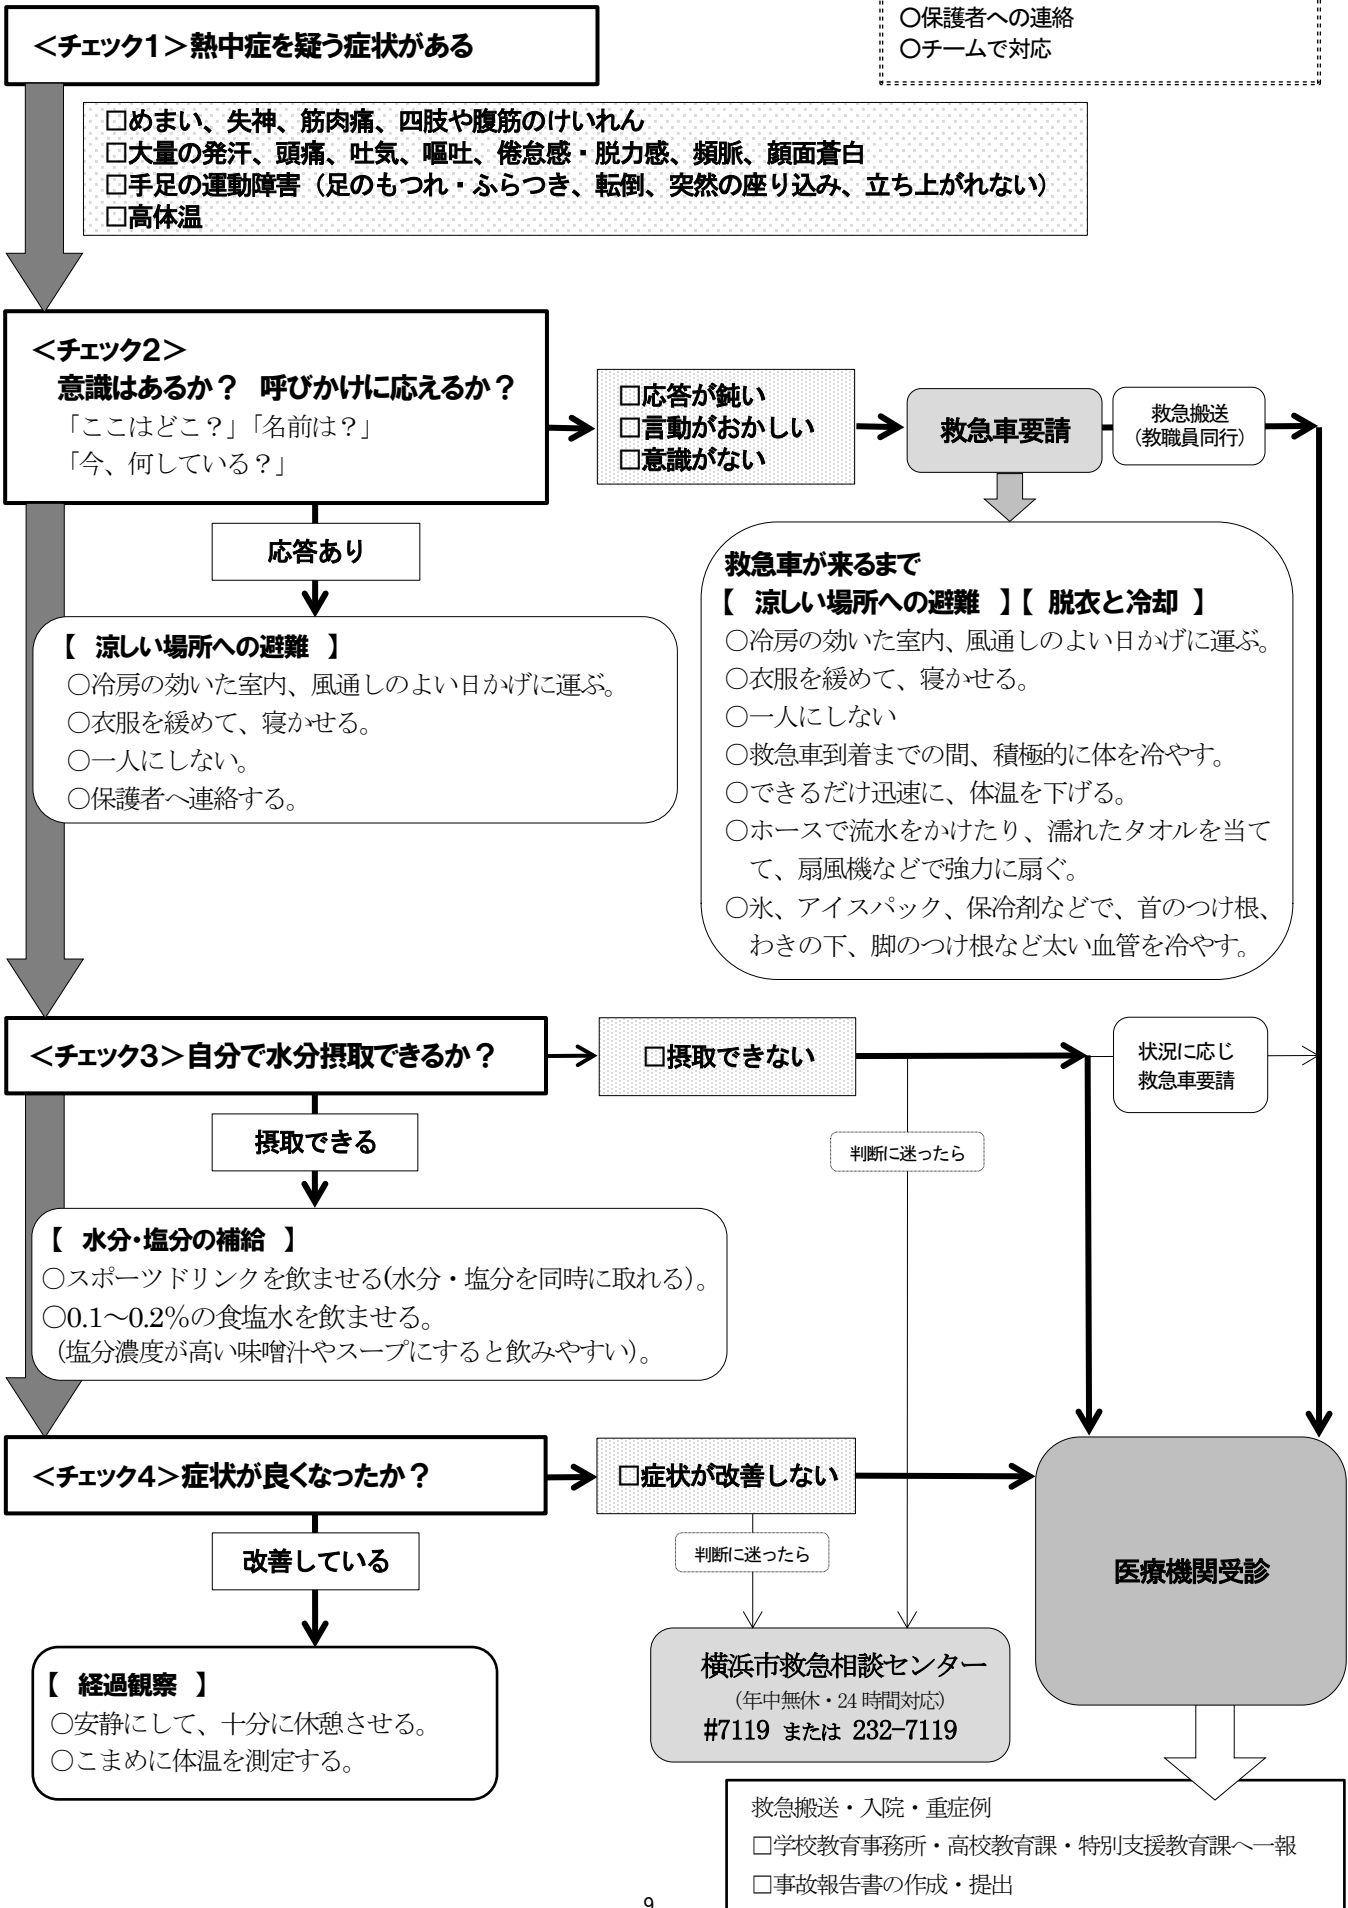 ○保護者への連絡
○チームで対応
＜チェック1＞熱中症を疑う症状がある
□めまい、失神、筋肉痛、四肢や腹筋のけいれん
□大量の発汗、頭痛、吐気、嘔吐、倦怠感・脱力感、頻脈、顔面蒼白
□手足の運動障害（足のもつれ・ふらつき、転倒、突然の座り込み、立ち上がれない）
□高体温
＜チェック2＞
意識はあるか？　呼びかけに応えるか？
「ここはどこ？」「名前は？」
「今、何している？」
□応答が鈍い
□言動がおかしい
□意識がない
救急車要請
救急搬送
（教職員同行）
応答あり
【　涼しい場所への避難　】
○冷房の効いた室内、風通しのよい日かげに運ぶ。
○衣服を緩めて、寝かせる。
○一人にしない。
○保護者へ連絡する。
救急車が来るまで
【　涼しい場所への避難　】【　脱衣と冷却　】
○冷房の効いた室内、風通しのよい日かげに運ぶ。
○衣服を緩めて、寝かせる。
○一人にしない
○救急車到着までの間、積極的に体を冷やす。
○できるだけ迅速に、体温を下げる。
○ホースで流水をかけたり、濡れたタオルを当て
て、扇風機などで強力に扇ぐ。
○氷、アイスパック、保冷剤などで、首のつけ根、
わきの下、脚のつけ根など太い血管を冷やす。
＜チェック3＞自分で水分摂取できるか？
□摂取できない
状況に応じ
救急車要請
摂取できる
判断に迷ったら
【　水分・塩分の補給　】
○スポーツドリンクを飲ませる(水分・塩分を同時に取れる)。
○0.1～0.2％の食塩水を飲ませる。
(塩分濃度が高い味噌汁やスープにすると飲みやすい)。
＜チェック4＞症状が良くなったか？
□症状が改善しない
改善している
判断に迷ったら
医療機関受診
【　経過観察　】
○安静にして、十分に休憩させる。
○こまめに体温を測定する。
横浜市救急相談センター
（年中無休・24時間対応）
#7119 または 232-7119
救急搬送・入院・重症例
□学校教育事務所・高校教育課・特別支援教育課へ一報
□事故報告書の作成・提出
9